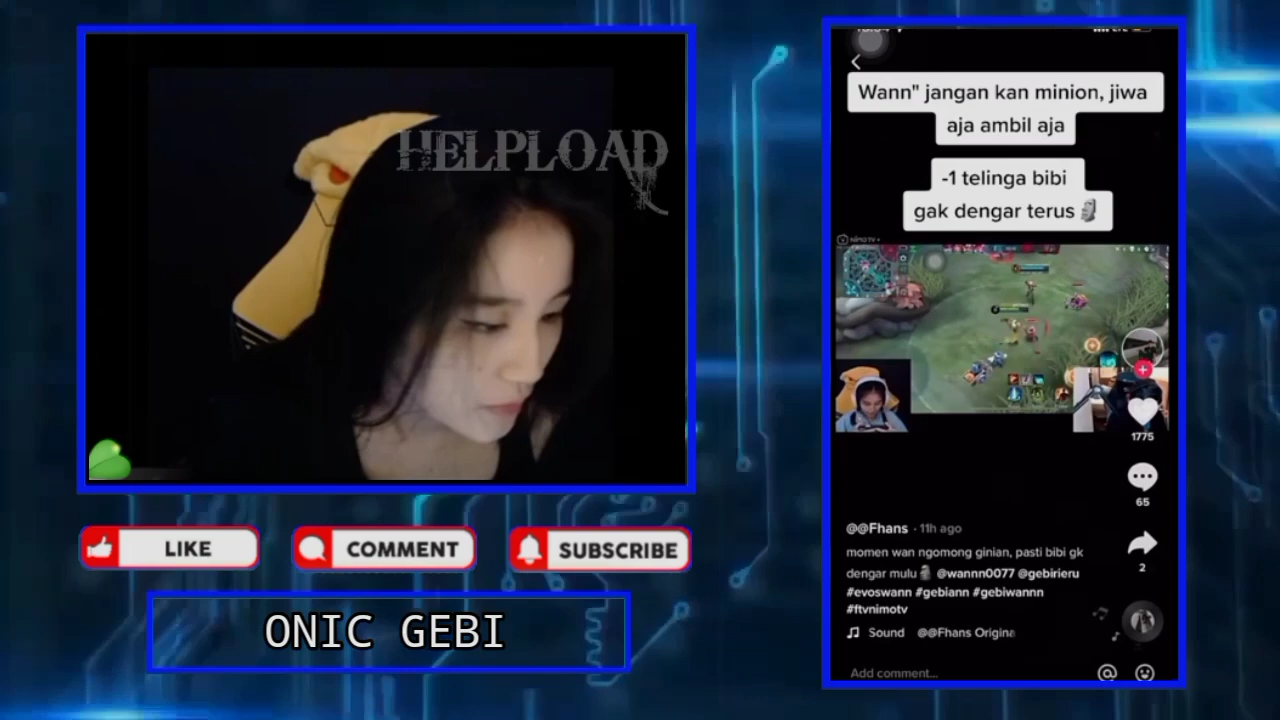 HELPLOAD
LIKE
COMMENT
SUBSCRIBE
ONIC GEBI
Wann" jangan kan minion, jiwa
aja ambil aja
-1 telinga bibi
gak dengar terus 🗿
NIMO TV
1775
65
2
@@Fhans · 11h ago
momen wan ngomong ginian, pasti bibi gk
dengar mulu🗿 @wannn0077 @gebirieru
#evoswann #gebiann #gebiwannn
#ftvnimotv
Sound @@Fhans Origina
Add comment...